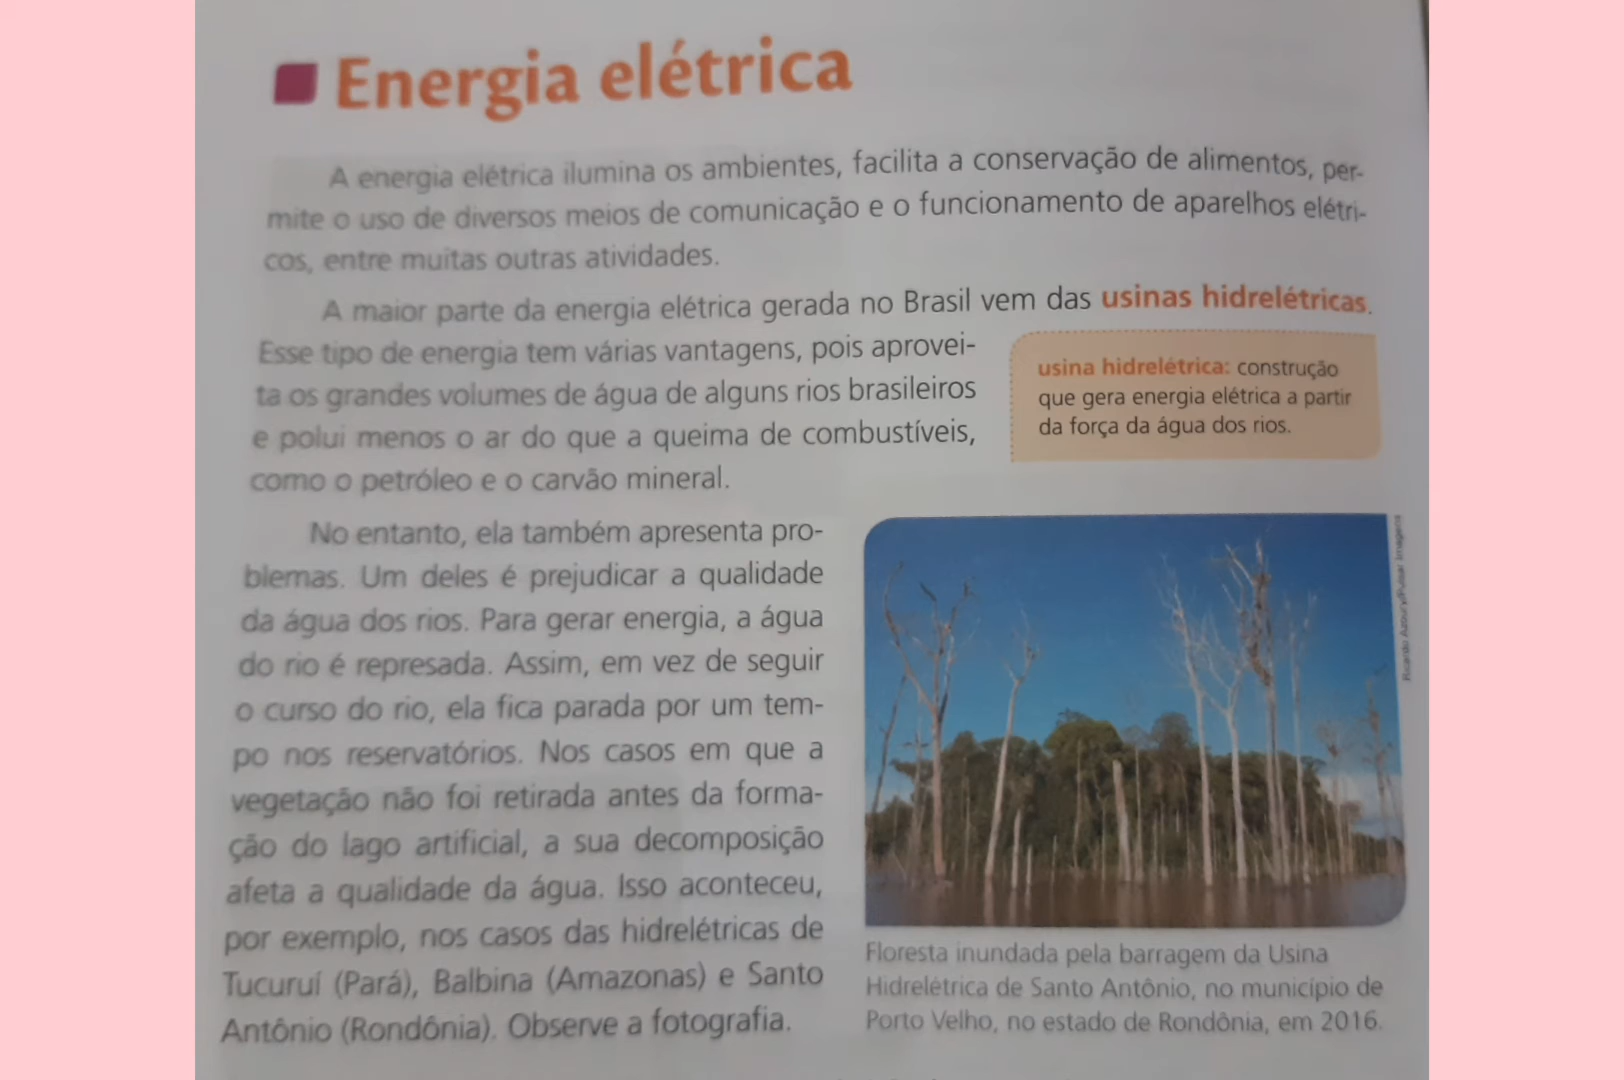 Energia elétrica
A energia elétrica ilumina os ambientes, facilita a conservação de alimentos, per-
mite o uso de diversos meios de comunicação e o funcionamento de aparelhos elétri-
cos, entre muitas outras atividades.
A maior parte da energia elétrica gerada no Brasil vem das usinas hidrelétricas.
Esse tipo de energia tem várias vantagens, pois aprovei-
ta os grandes volumes de água de alguns rios brasileiros
e polui menos o ar do que a queima de combustíveis,
como o petróleo e o carvão mineral.
usina hidrelétrica: construção
que gera energia elétrica a partir
da força da água dos rios.
No entanto, ela também apresenta pro-
blemas. Um deles é prejudicar a qualidade
da água dos rios. Para gerar energia, a água
do rio é represada. Assim, em vez de seguir
o curso do rio, ela fica parada por um tem-
po nos reservatórios. Nos casos em que a
vegetação não foi retirada antes da forma-
ção do lago artificial, a sua decomposição
afeta a qualidade da água. Isso aconteceu,
por exemplo, nos casos das hidrelétricas de
Tucuruí (Pará), Balbina (Amazonas) e Santo
Antônio (Rondônia). Observe a fotografia.
Ricardo Azoury/Pulsar Imagens
Floresta inundada pela barragem da Usina
Hidrelétrica de Santo Antônio, no município de
Porto Velho, no estado de Rondônia, em 2016.